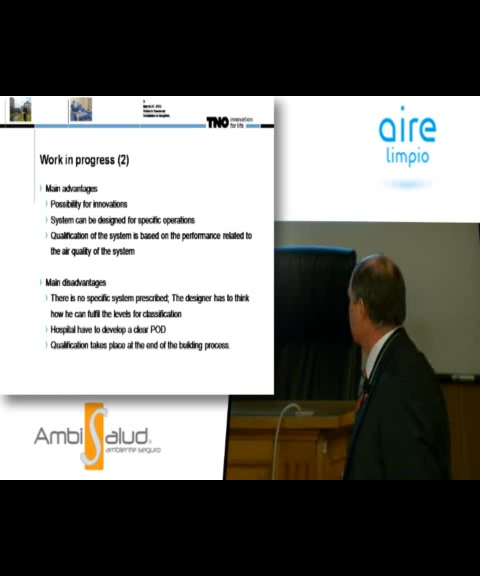 TNO innovation
for life
Work in progress (2)
Main advantages
Possibility for innovations
System can be designed for specific operations
Qualification of the system is based on the performance related to
the air quality of the system
Main disadvantages
There is no specific system prescribed; The designer has to think
how he can fulfil the levels for classification
Hospital have to develop a clear POD
Qualification takes place at the end of the building process.
aire
limpio
AmbiSalud
ambiente seguro